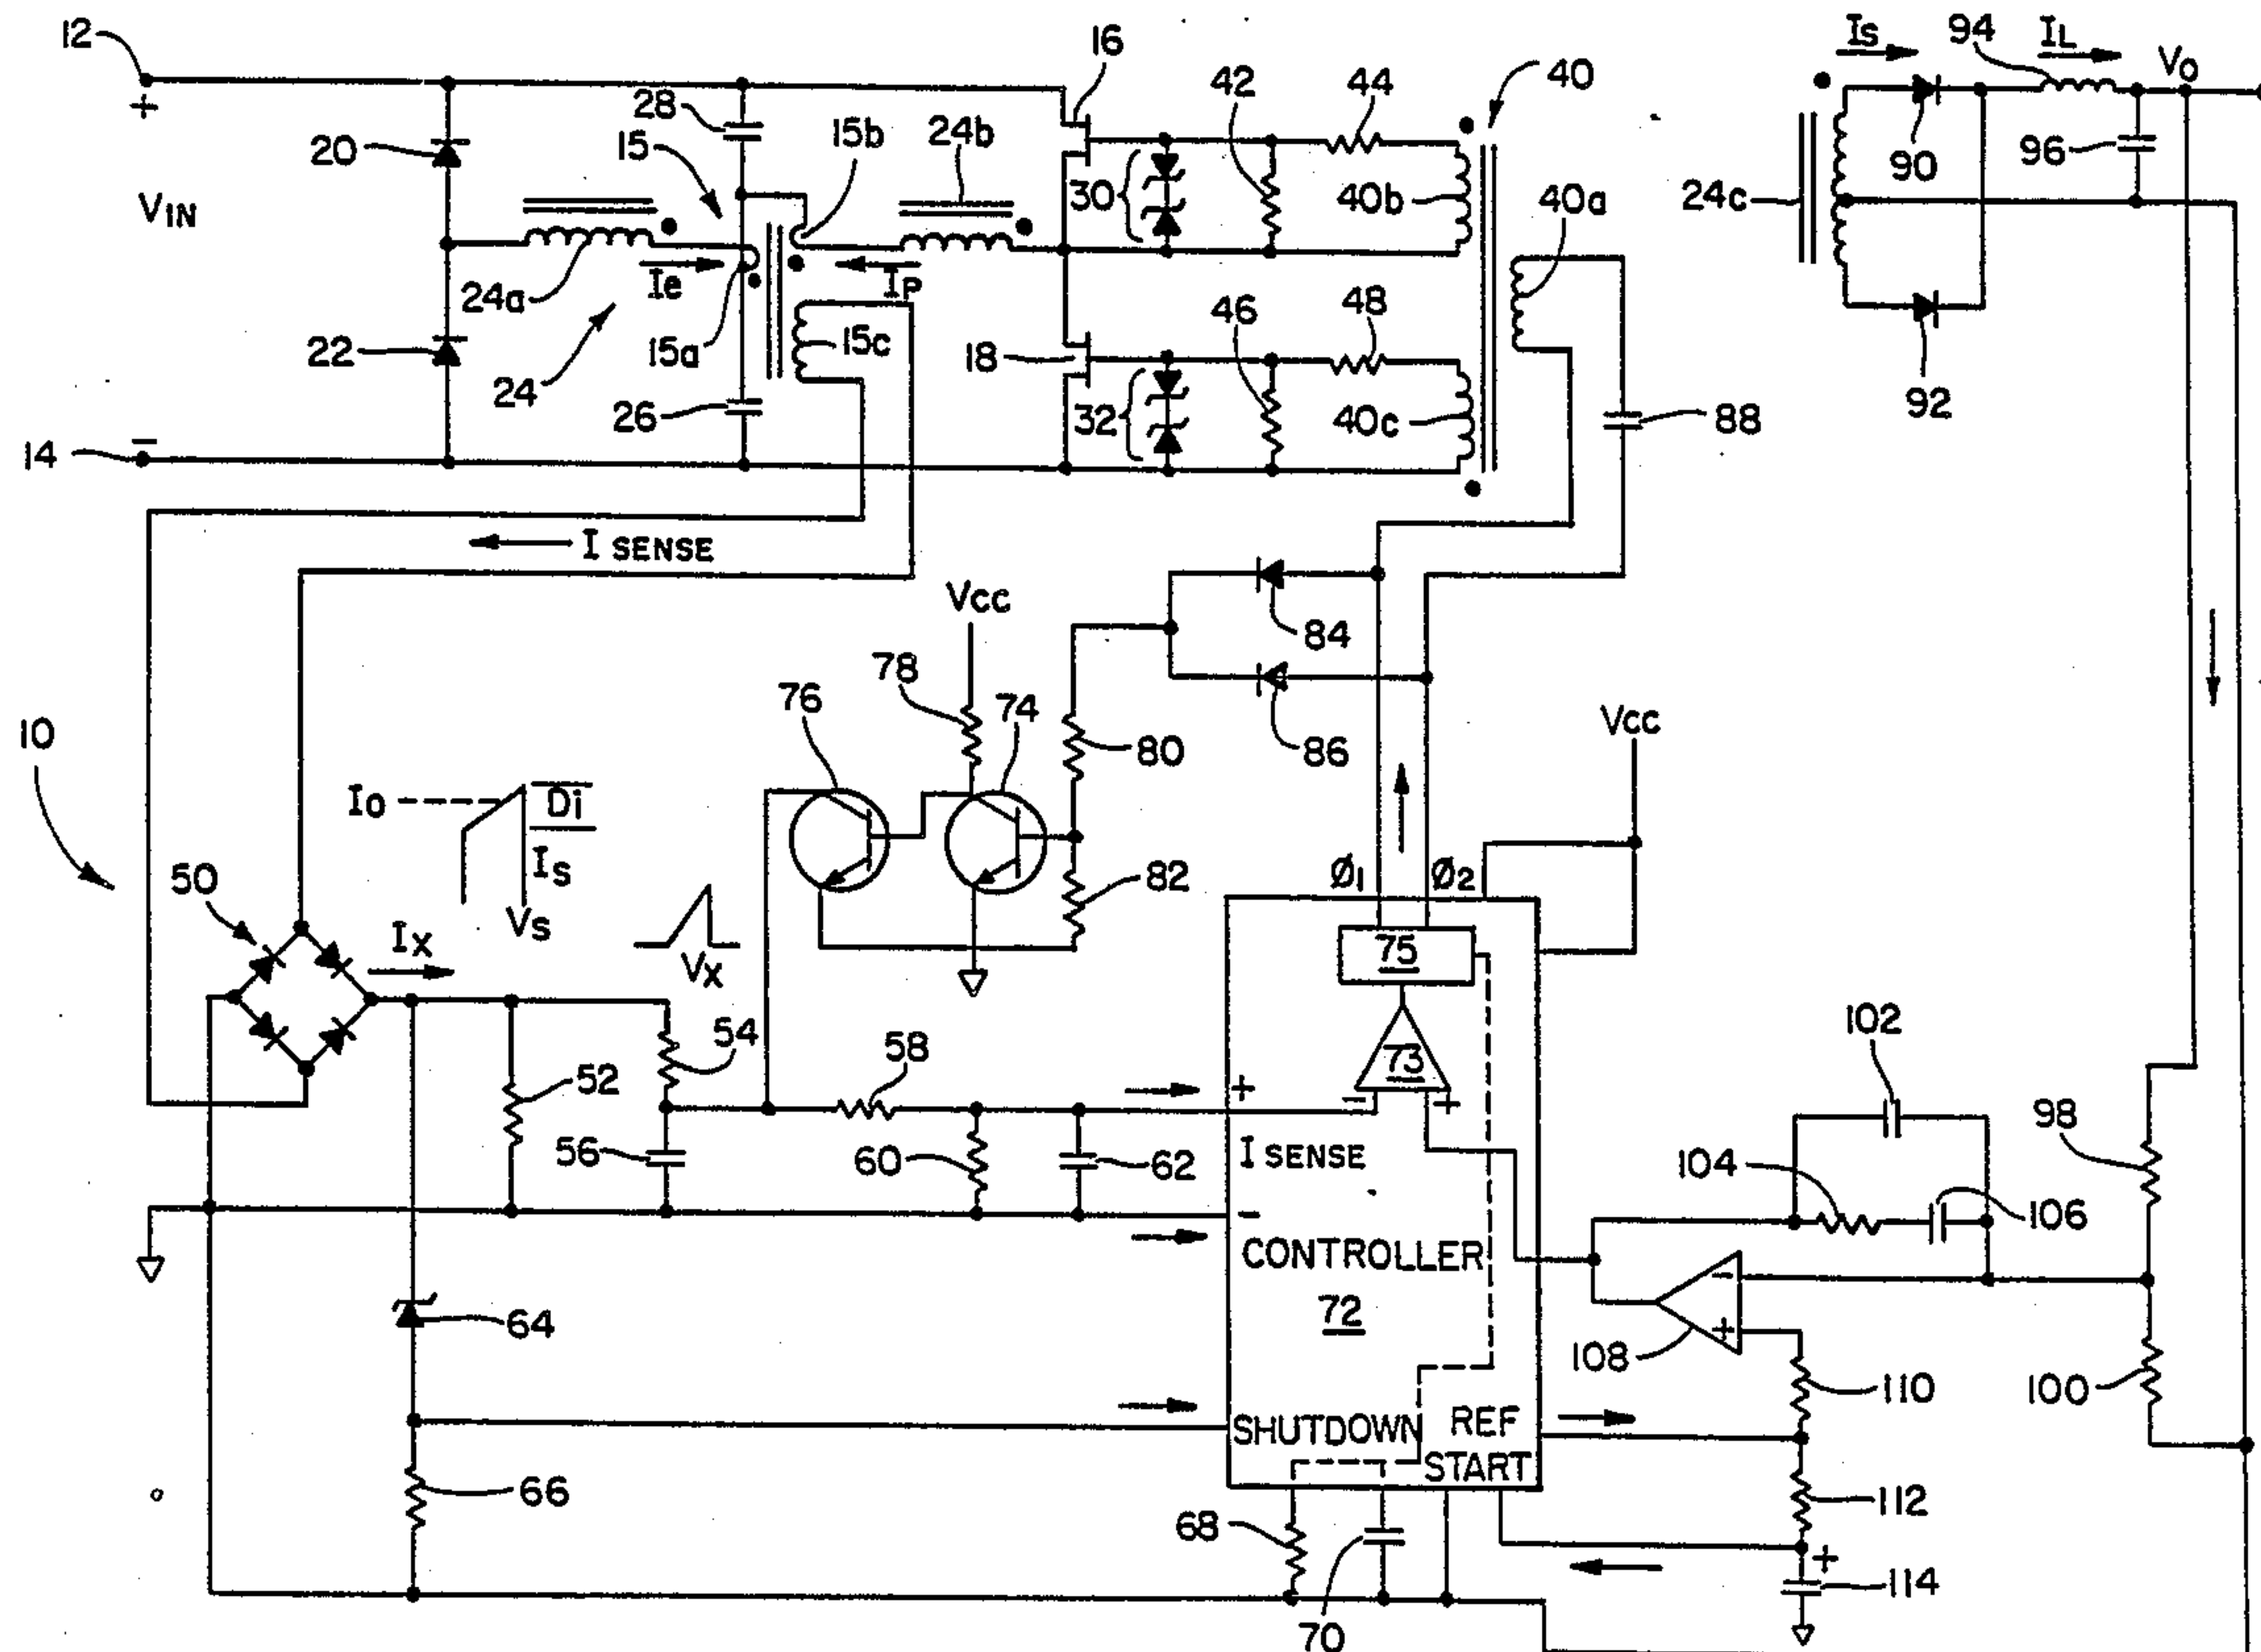 12
+
VIN
14
−
20
22
28
15
15b
24b
16
24a
Ie
24
15a
15c
IP
26
18
30
42
44
40
40b
32
46
48
40c
40a
88
IS
IL
94
VO
24c
90
96
92
I SENSE
VCC
84
86
78
76
74
80
82
VCC
10
IO
Di
IS
VS
50
IX
VX
Ø1
Ø2
75
73
−
+
52
54
56
58
60
62
+
I SENSE
−
CONTROLLER
72
64
66
SHUTDOWN
REF
START
68
70
102
104
106
98
100
−
+
108
110
112
+
114